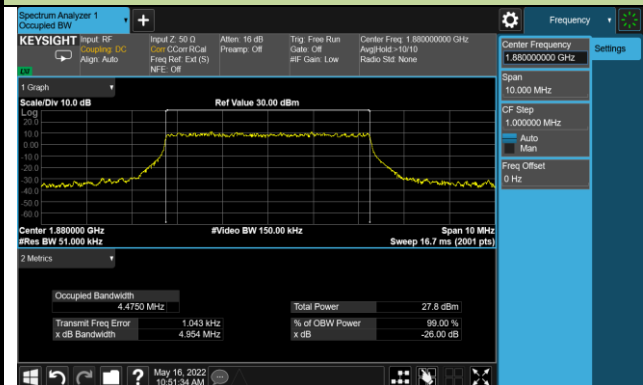 Spectrum Analyzer 1
Occupied BW
Frequency
KEYSIGHT
Input: RF
Coupling: DC
Align: Auto
Input Z: 50 Ω
Corr CCorr RCal
Freq Ref: Ext (S)
NFE: Off
Atten: 16 dB
Preamp: Off
Trig: Free Run
Gate: Off
#IF Gain: Low
Center Freq: 1.880000000 GHz
Avg|Hold:>10/10
Radio Std: None
Center Frequency
1.880000000 GHz
Settings
Span
10.000 MHz
CF Step
1.000000 MHz
Auto
Man
Freq Offset
0 Hz
1 Graph
Scale/Div 10.0 dB
Ref Value 30.00 dBm
Log
20.0
10.0
0.00
-10.0
-20.0
-30.0
-40.0
-50.0
-60.0
Center 1.880000 GHz
#Video BW 150.00 kHz
Span 10 MHz
#Res BW 51.000 kHz
Sweep 16.7 ms (2001 pts)
2 Metrics
Occupied Bandwidth
4.4750 MHz
Total Power
27.8 dBm
Transmit Freq Error
1.043 kHz
% of OBW Power
99.00 %
x dB Bandwidth
4.954 MHz
x dB
-26.00 dB
May 16, 2022
10:51:34 AM